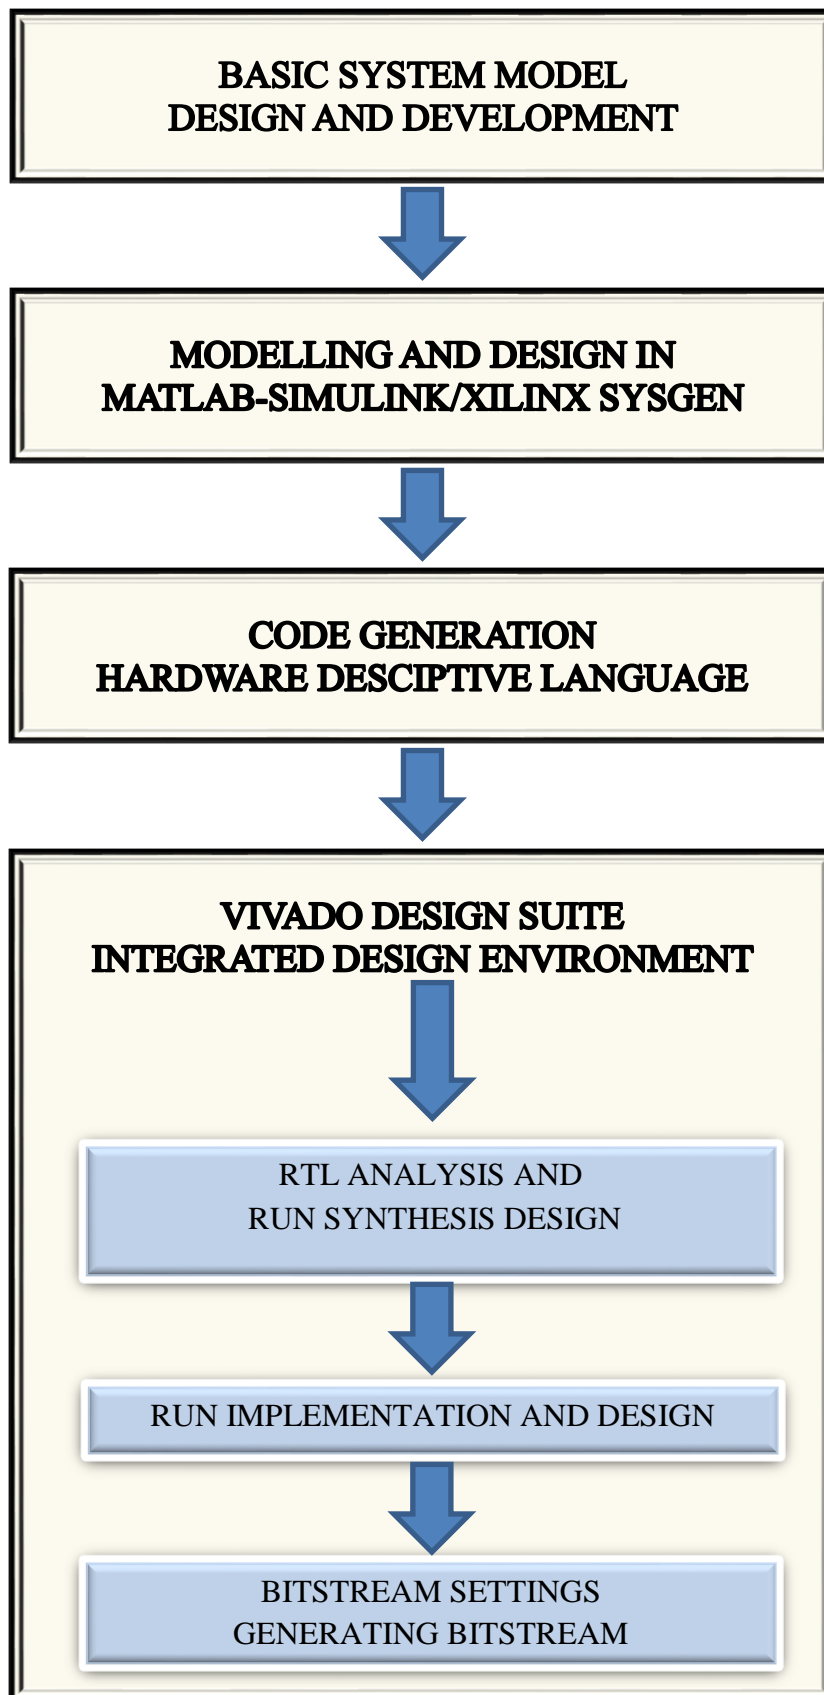 BASIC SYSTEM MODEL
DESIGN AND DEVELOPMENT
MODELLING AND DESIGN IN
MATLAB-SIMULINK/XILINX SYSGEN
CODE GENERATION
HARDWARE DESCIPTIVE LANGUAGE
VIVADO DESIGN SUITE
INTEGRATED DESIGN ENVIRONMENT
RTL ANALYSIS AND
RUN SYNTHESIS DESIGN
RUN IMPLEMENTATION AND DESIGN
BITSTREAM SETTINGS
GENERATING BITSTREAM